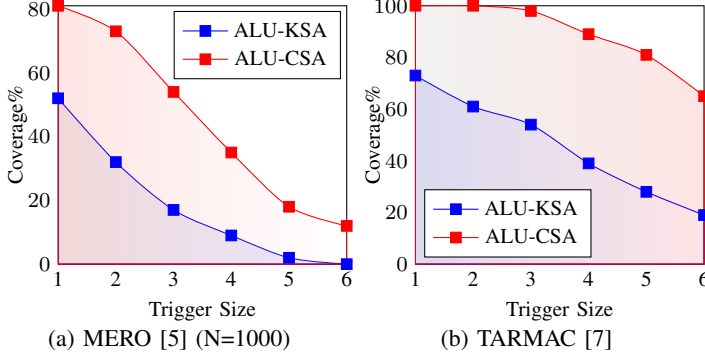 80
60
40
20
0
Coverage%
ALU-KSA
ALU-CSA
1 2 3 4 5 6
Trigger Size
(a) MERO [5] (N=1000)
100
80
60
40
20
0
Coverage%
ALU-KSA
ALU-CSA
1 2 3 4 5 6
Trigger Size
(b) TARMAC [7]